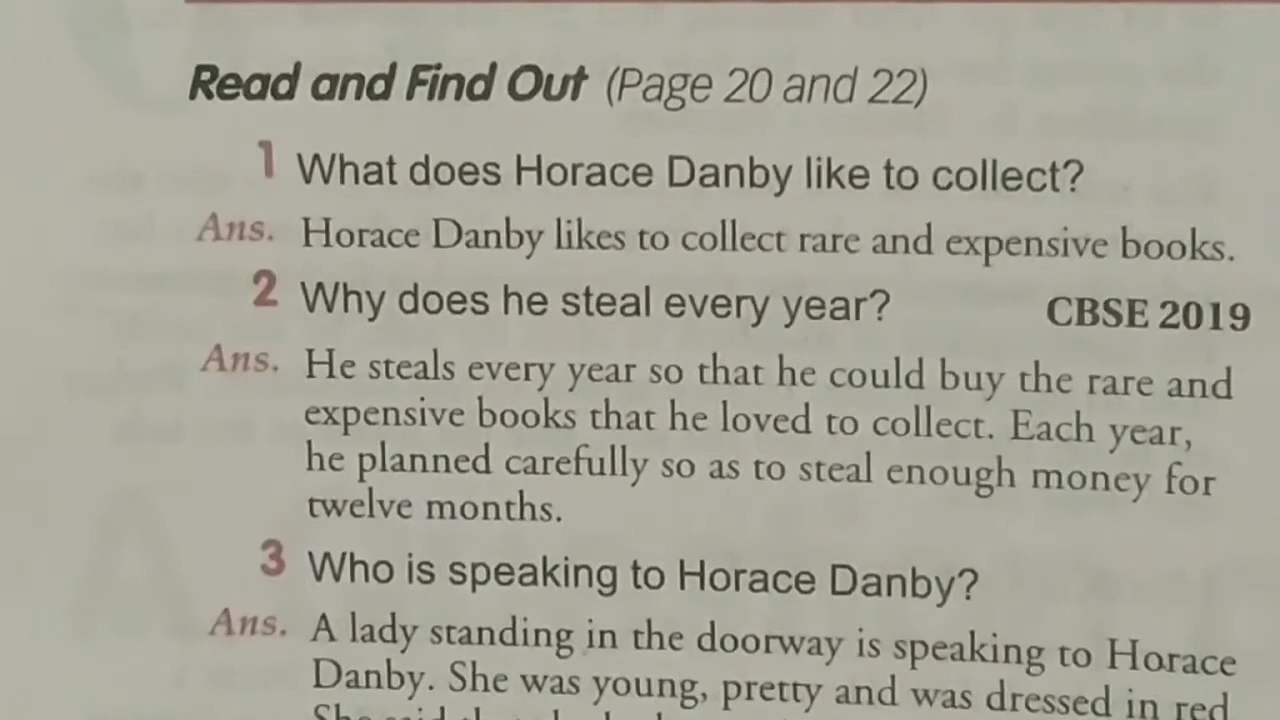 Read and Find Out (Page 20 and 22)
1 What does Horace Danby like to collect?
Ans. Horace Danby likes to collect rare and expensive books.
2 Why does he steal every year? CBSE 2019
Ans. He steals every year so that he could buy the rare and
expensive books that he loved to collect. Each year,
he planned carefully so as to steal enough money for
twelve months.
3 Who is speaking to Horace Danby?
Ans. A lady standing in the doorway is speaking to Horace
Danby. She was young, pretty and was dressed in red.